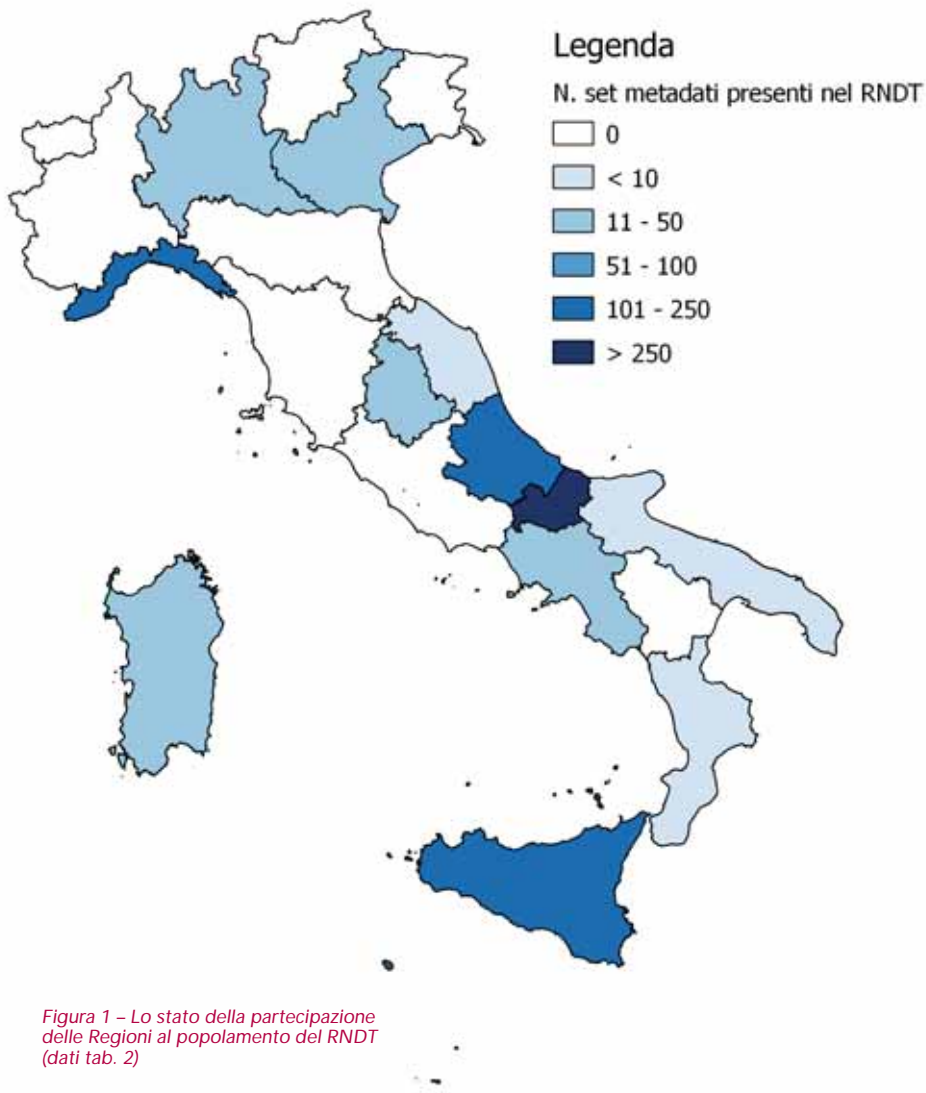 Legenda
N. set metadati presenti nel RNDT
0
< 10
11 - 50
51 - 100
101 - 250
> 250
Figura 1 – Lo stato della partecipazione
delle Regioni al popolamento del RNDT
(dati tab. 2)